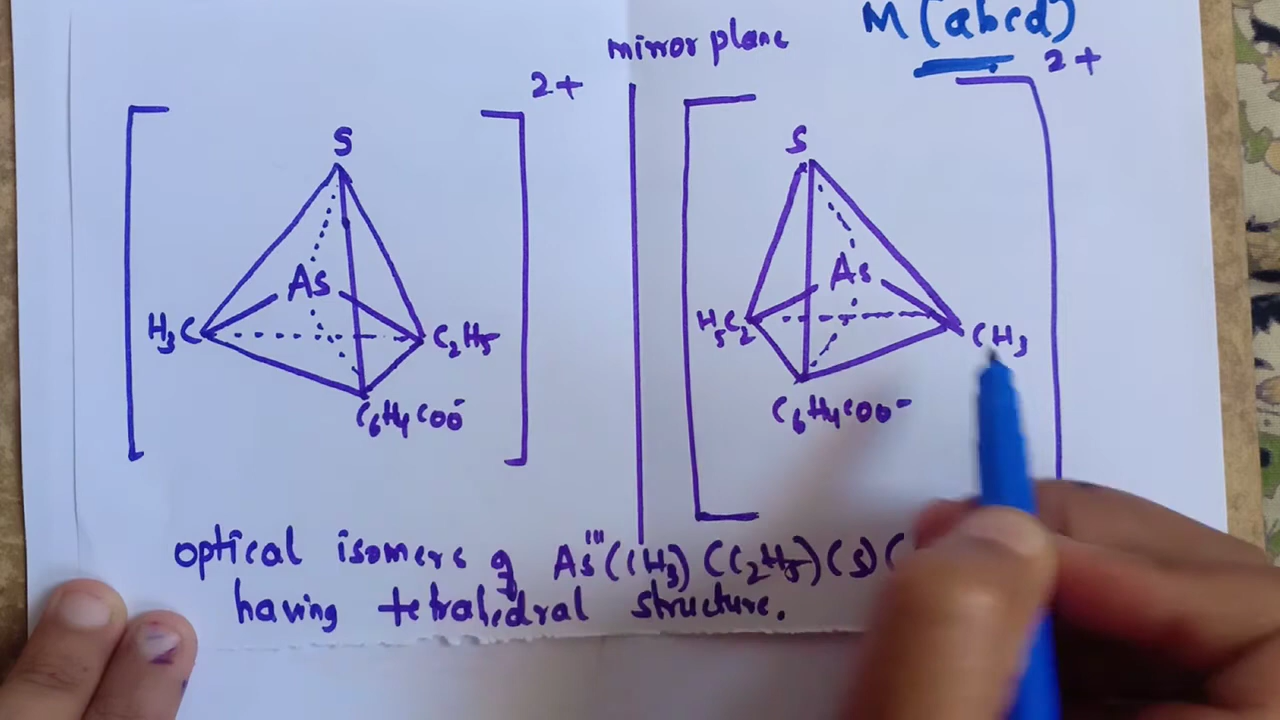 M(abcd)
mirror plane
2+
2+
S
S
As
As
H3C
C2H5
H5C2
CH3
C6H4COO-
C6H4COO-
optical isomers of As^III(CH3)(C2H5)(S)(
having tetrahedral structure.